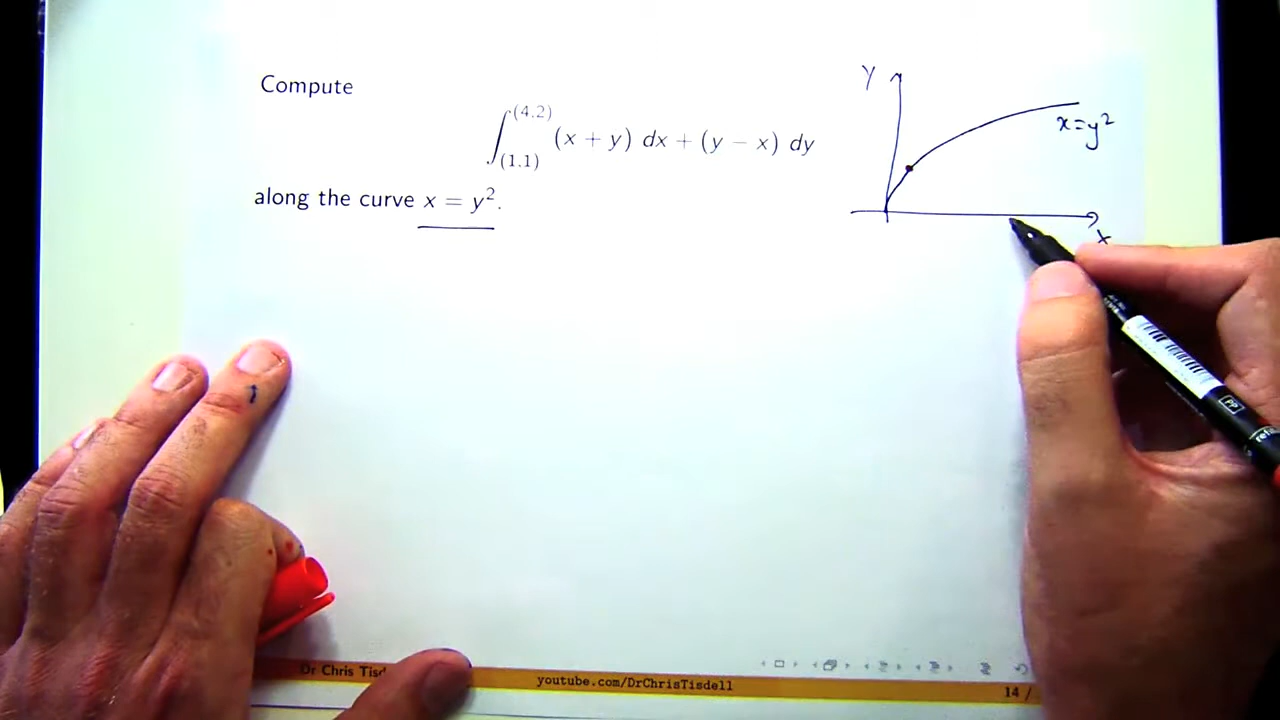 Compute
∫ (4.2) (1.1) (x + y) dx + (y − x) dy
along the curve x = y².
Y
x=y²
x
PP
Dr Chris Tisd
youtube.com/DrChrisTisdell
14 /